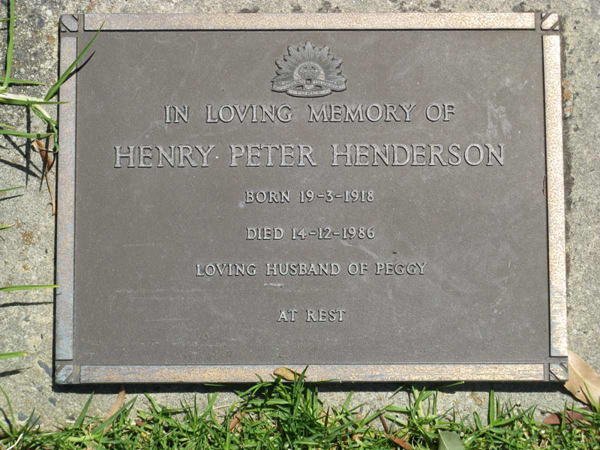 IN LOVING MEMORY OF
HENRY PETER HENDERSON
BORN 19-3-1918
DIED 14-12-1986
LOVING HUSBAND OF PEGGY
AT REST